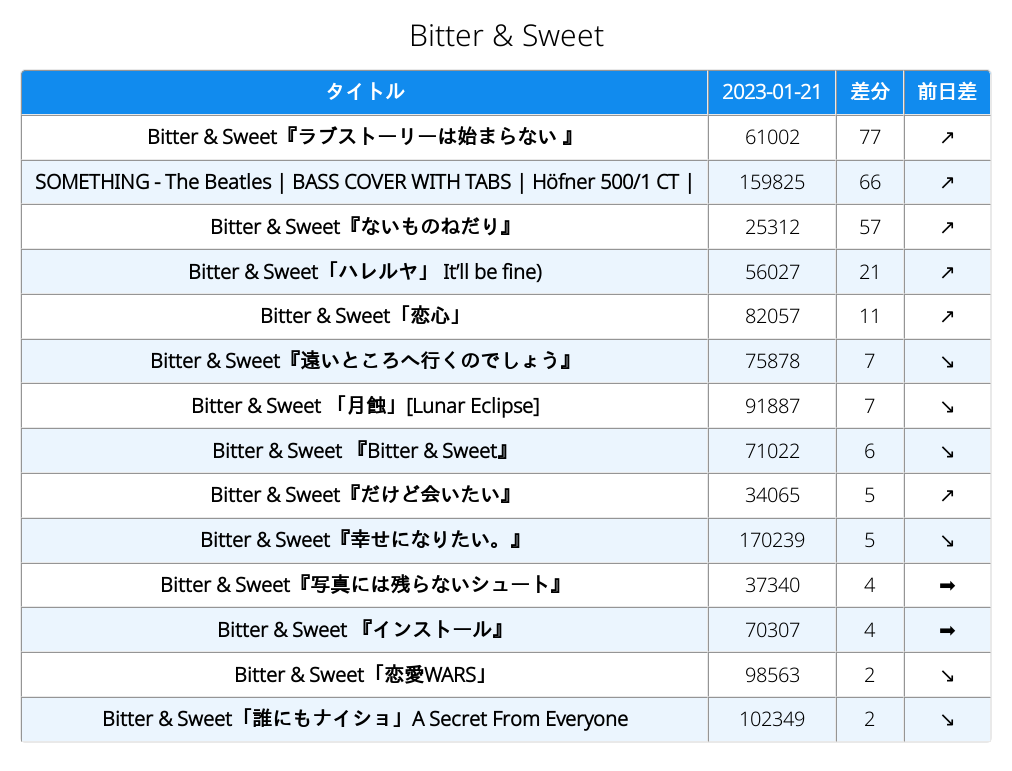 Bitter & Sweet
タイトル 2023-01-21 差分 前日差
Bitter & Sweet『ラブストーリーは始まらない 』 61002 77 ↗
SOMETHING - The Beatles | BASS COVER WITH TABS | Höfner 500/1 CT | 159825 66 ↗
Bitter & Sweet『ないものねだり』 25312 57 ↗
Bitter & Sweet「ハレルヤ」 It’ll be fine) 56027 21 ↗
Bitter & Sweet「恋心」 82057 11 ↗
Bitter & Sweet『遠いところへ行くのでしょう』 75878 7 ↘
Bitter & Sweet 「月蝕」[Lunar Eclipse] 91887 7 ↘
Bitter & Sweet 『Bitter & Sweet』 71022 6 ↘
Bitter & Sweet『だけど会いたい』 34065 5 ↗
Bitter & Sweet『幸せになりたい。』 170239 5 ↘
Bitter & Sweet『写真には残らないシュート』 37340 4 ➡
Bitter & Sweet 『インストール』 70307 4 ➡
Bitter & Sweet「恋愛WARS」 98563 2 ↘
Bitter & Sweet「誰にもナイショ」A Secret From Everyone 102349 2 ↘